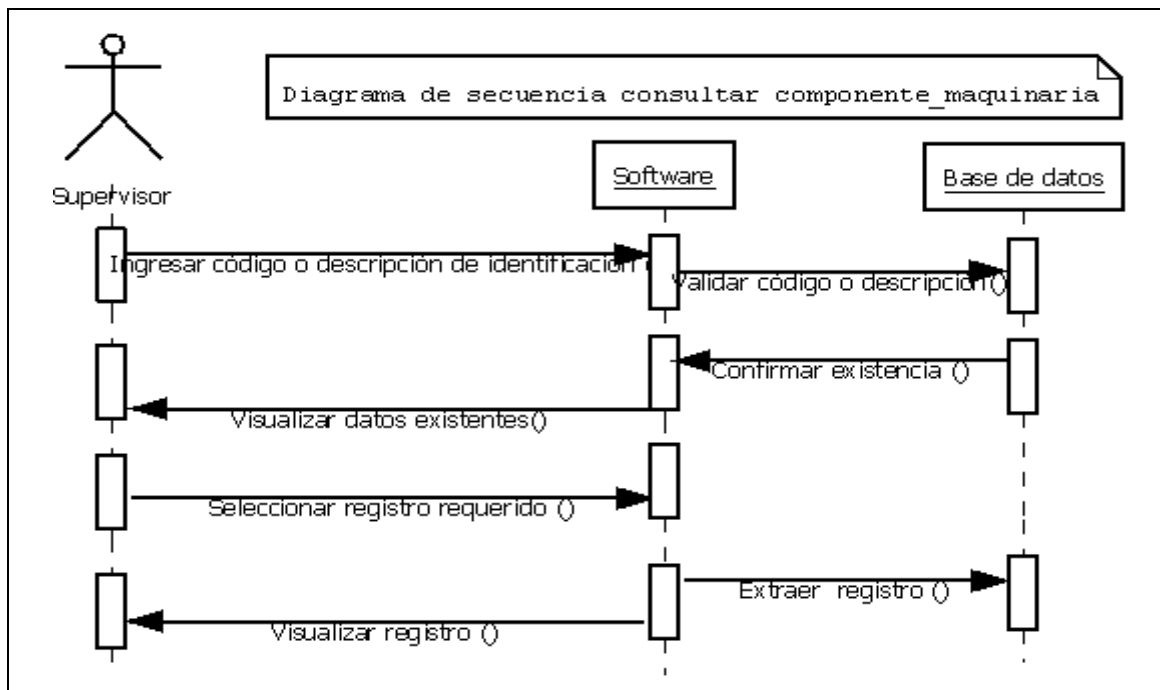 Diagrama de secuencia consultar componente_maquinaria
Supervisor
Software
Base de datos
Ingresar código o descripción de identificación (
Validar código o descripción()
Confirmar existencia ()
Visualizar datos existentes()
Seleccionar registro requerido ()
Extraer registro ()
Visualizar registro ()